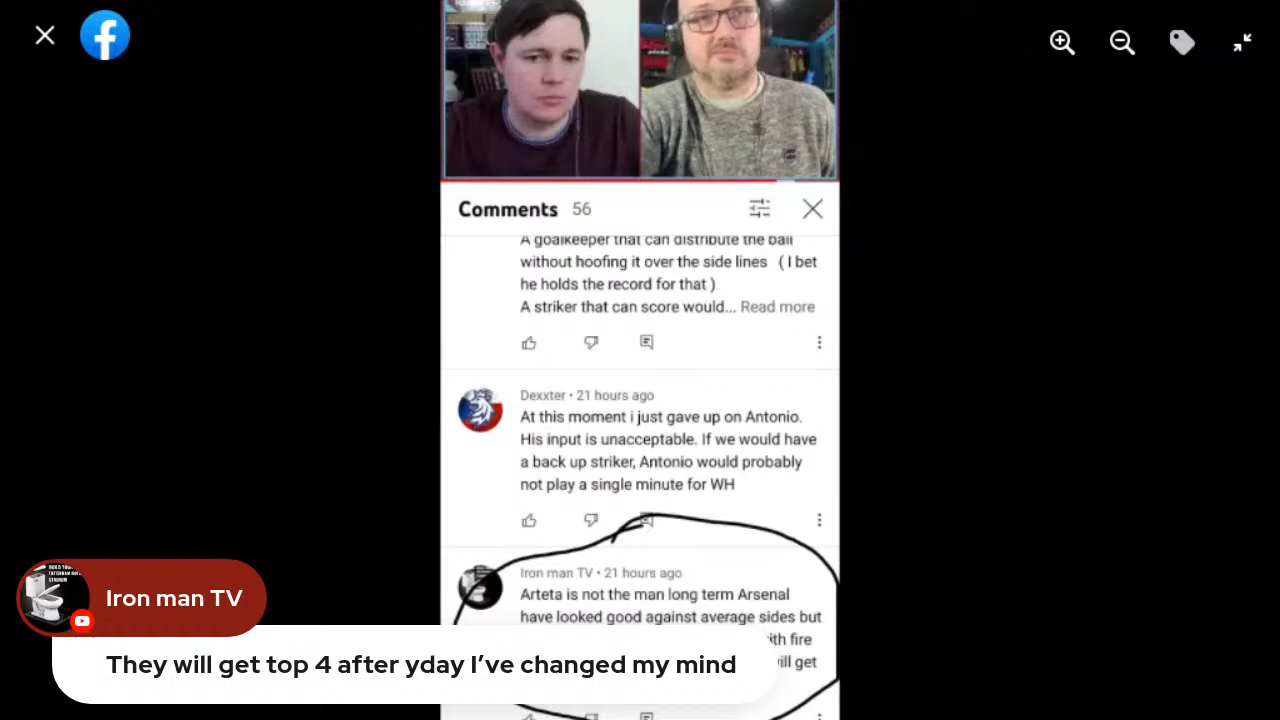 Comments 56
A goalkeeper that can distribute the ball
without hoofing it over the side lines ( I bet
he holds the record for that )
A striker that can score would... Read more
Dexxter • 21 hours ago
At this moment i just gave up on Antonio.
His input is unacceptable. If we would have
a back up striker, Antonio would probably
not play a single minute for WH
Iron man TV • 21 hours ago
Arteta is not the man long term Arsenal
have looked good against average sides but
fire
get
Iron man TV
They will get top 4 after yday I’ve changed my mind